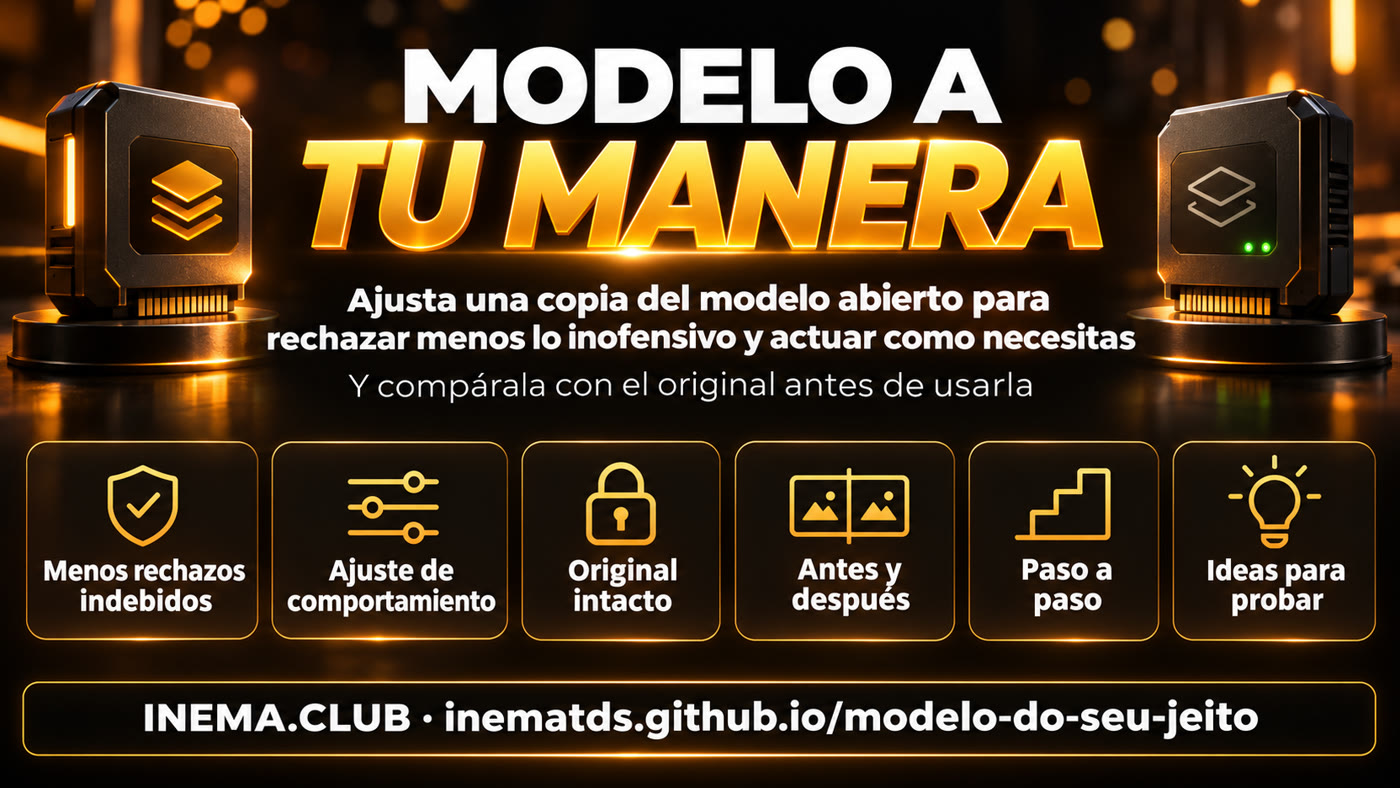 MODELO A
TU MANERA
Ajusta una copia del modelo abierto para
rechazar menos lo inofensivo y actuar como necesitas
Y compárala con el original antes de usarla
Menos rechazos
indebidos
Ajuste de
comportamiento
Original
intacto
Antes y
después
Paso a
paso
Ideas para
probar
INEMA.CLUB · inematds.github.io/modelo-do-seu-jeito